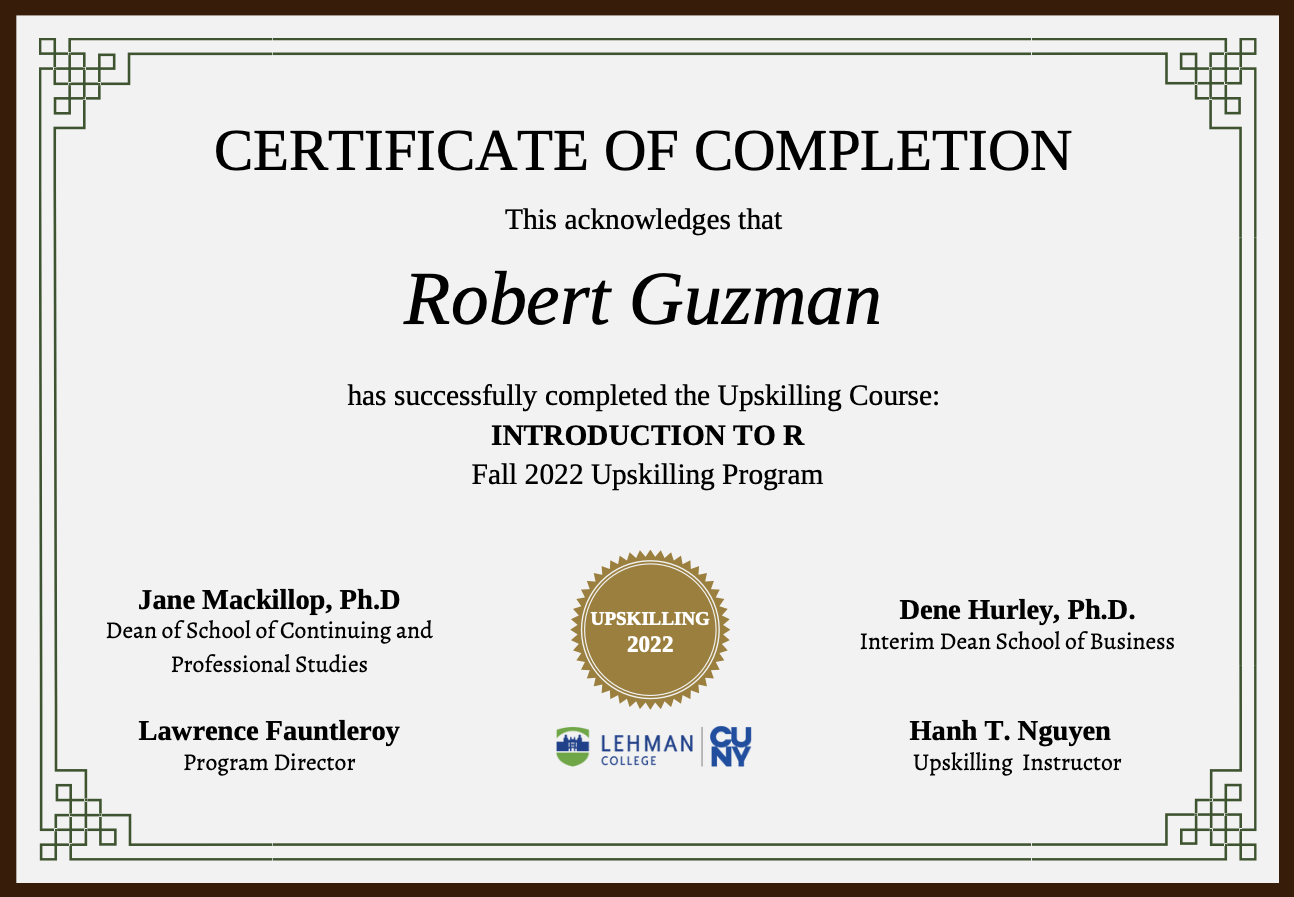 CERTIFICATE OF COMPLETION
This acknowledges that
Robert Guzman
has successfully completed the Upskilling Course:
INTRODUCTION TO R
Fall 2022 Upskilling Program
Jane Mackillop, Ph.D
Dean of School of Continuing and
Professional Studies
UPSKILLING
2022
Dene Hurley, Ph.D.
Interim Dean School of Business
Lawrence Fauntleroy
Program Director
LEHMAN
COLLEGE
CU
NY
Hanh T. Nguyen
Upskilling  Instructor